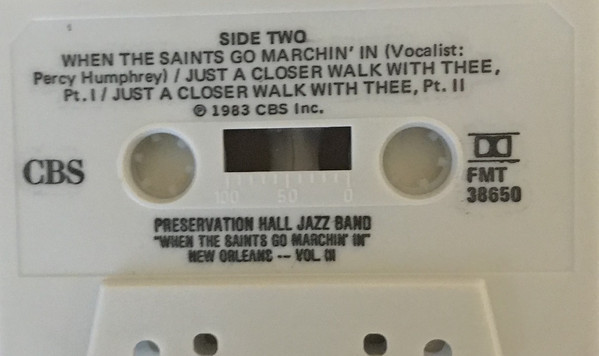 SIDE TWO
WHEN THE SAINTS GO MARCHIN' IN (Vocalist:
Percy Humphrey) / JUST A CLOSER WALK WITH THEE,
Pt. I / JUST A CLOSER WALK WITH THEE, Pt. II
℗ 1983 CBS Inc.
CBS
100 50 0
FMT
38650
PRESERVATION HALL JAZZ BAND
"WHEN THE SAINTS GO MARCHIN' IN"
NEW ORLEANS -- VOL. III